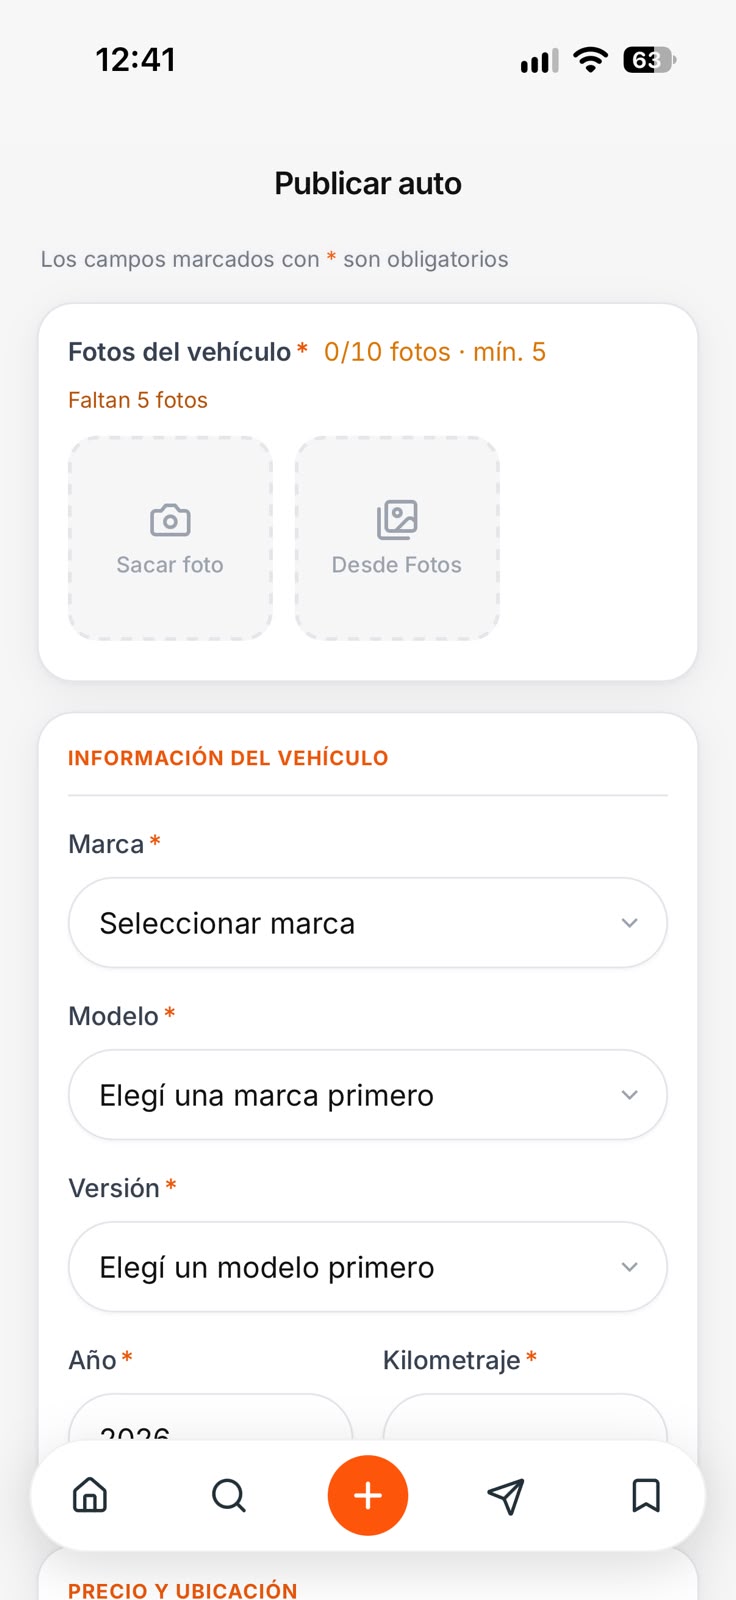 12:41
63
Publicar auto
Los campos marcados con * son obligatorios
Fotos del vehículo * 0/10 fotos · mín. 5
Faltan 5 fotos
Sacar foto
Desde Fotos
INFORMACIÓN DEL VEHÍCULO
Marca *
Seleccionar marca
Modelo *
Elegí una marca primero
Versión *
Elegí un modelo primero
Año *
Kilometraje *
2026
PRECIO Y UBICACIÓN